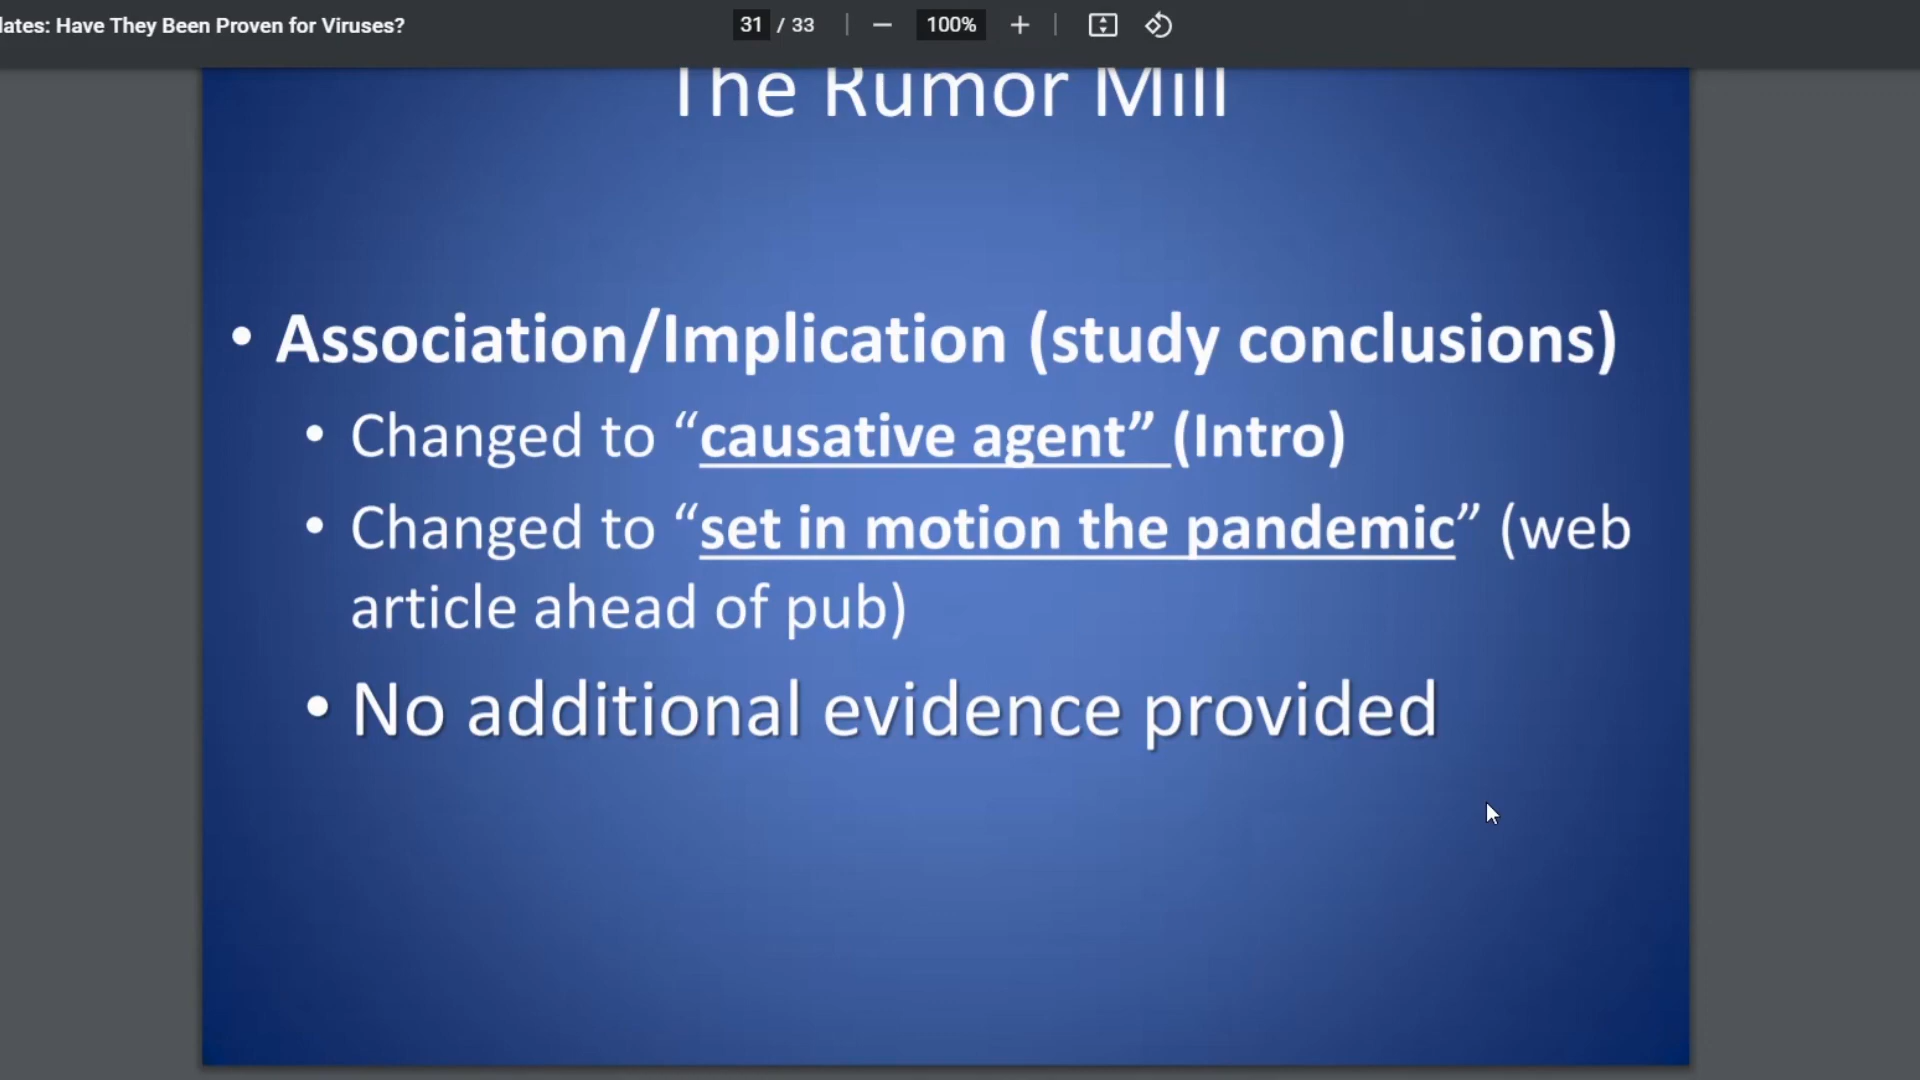 lates: Have They Been Proven for Viruses?
31 / 33
100%
The Rumor Mill
• Association/Implication (study conclusions)
• Changed to “causative agent” (Intro)
• Changed to “set in motion the pandemic” (web
article ahead of pub)
• No additional evidence provided